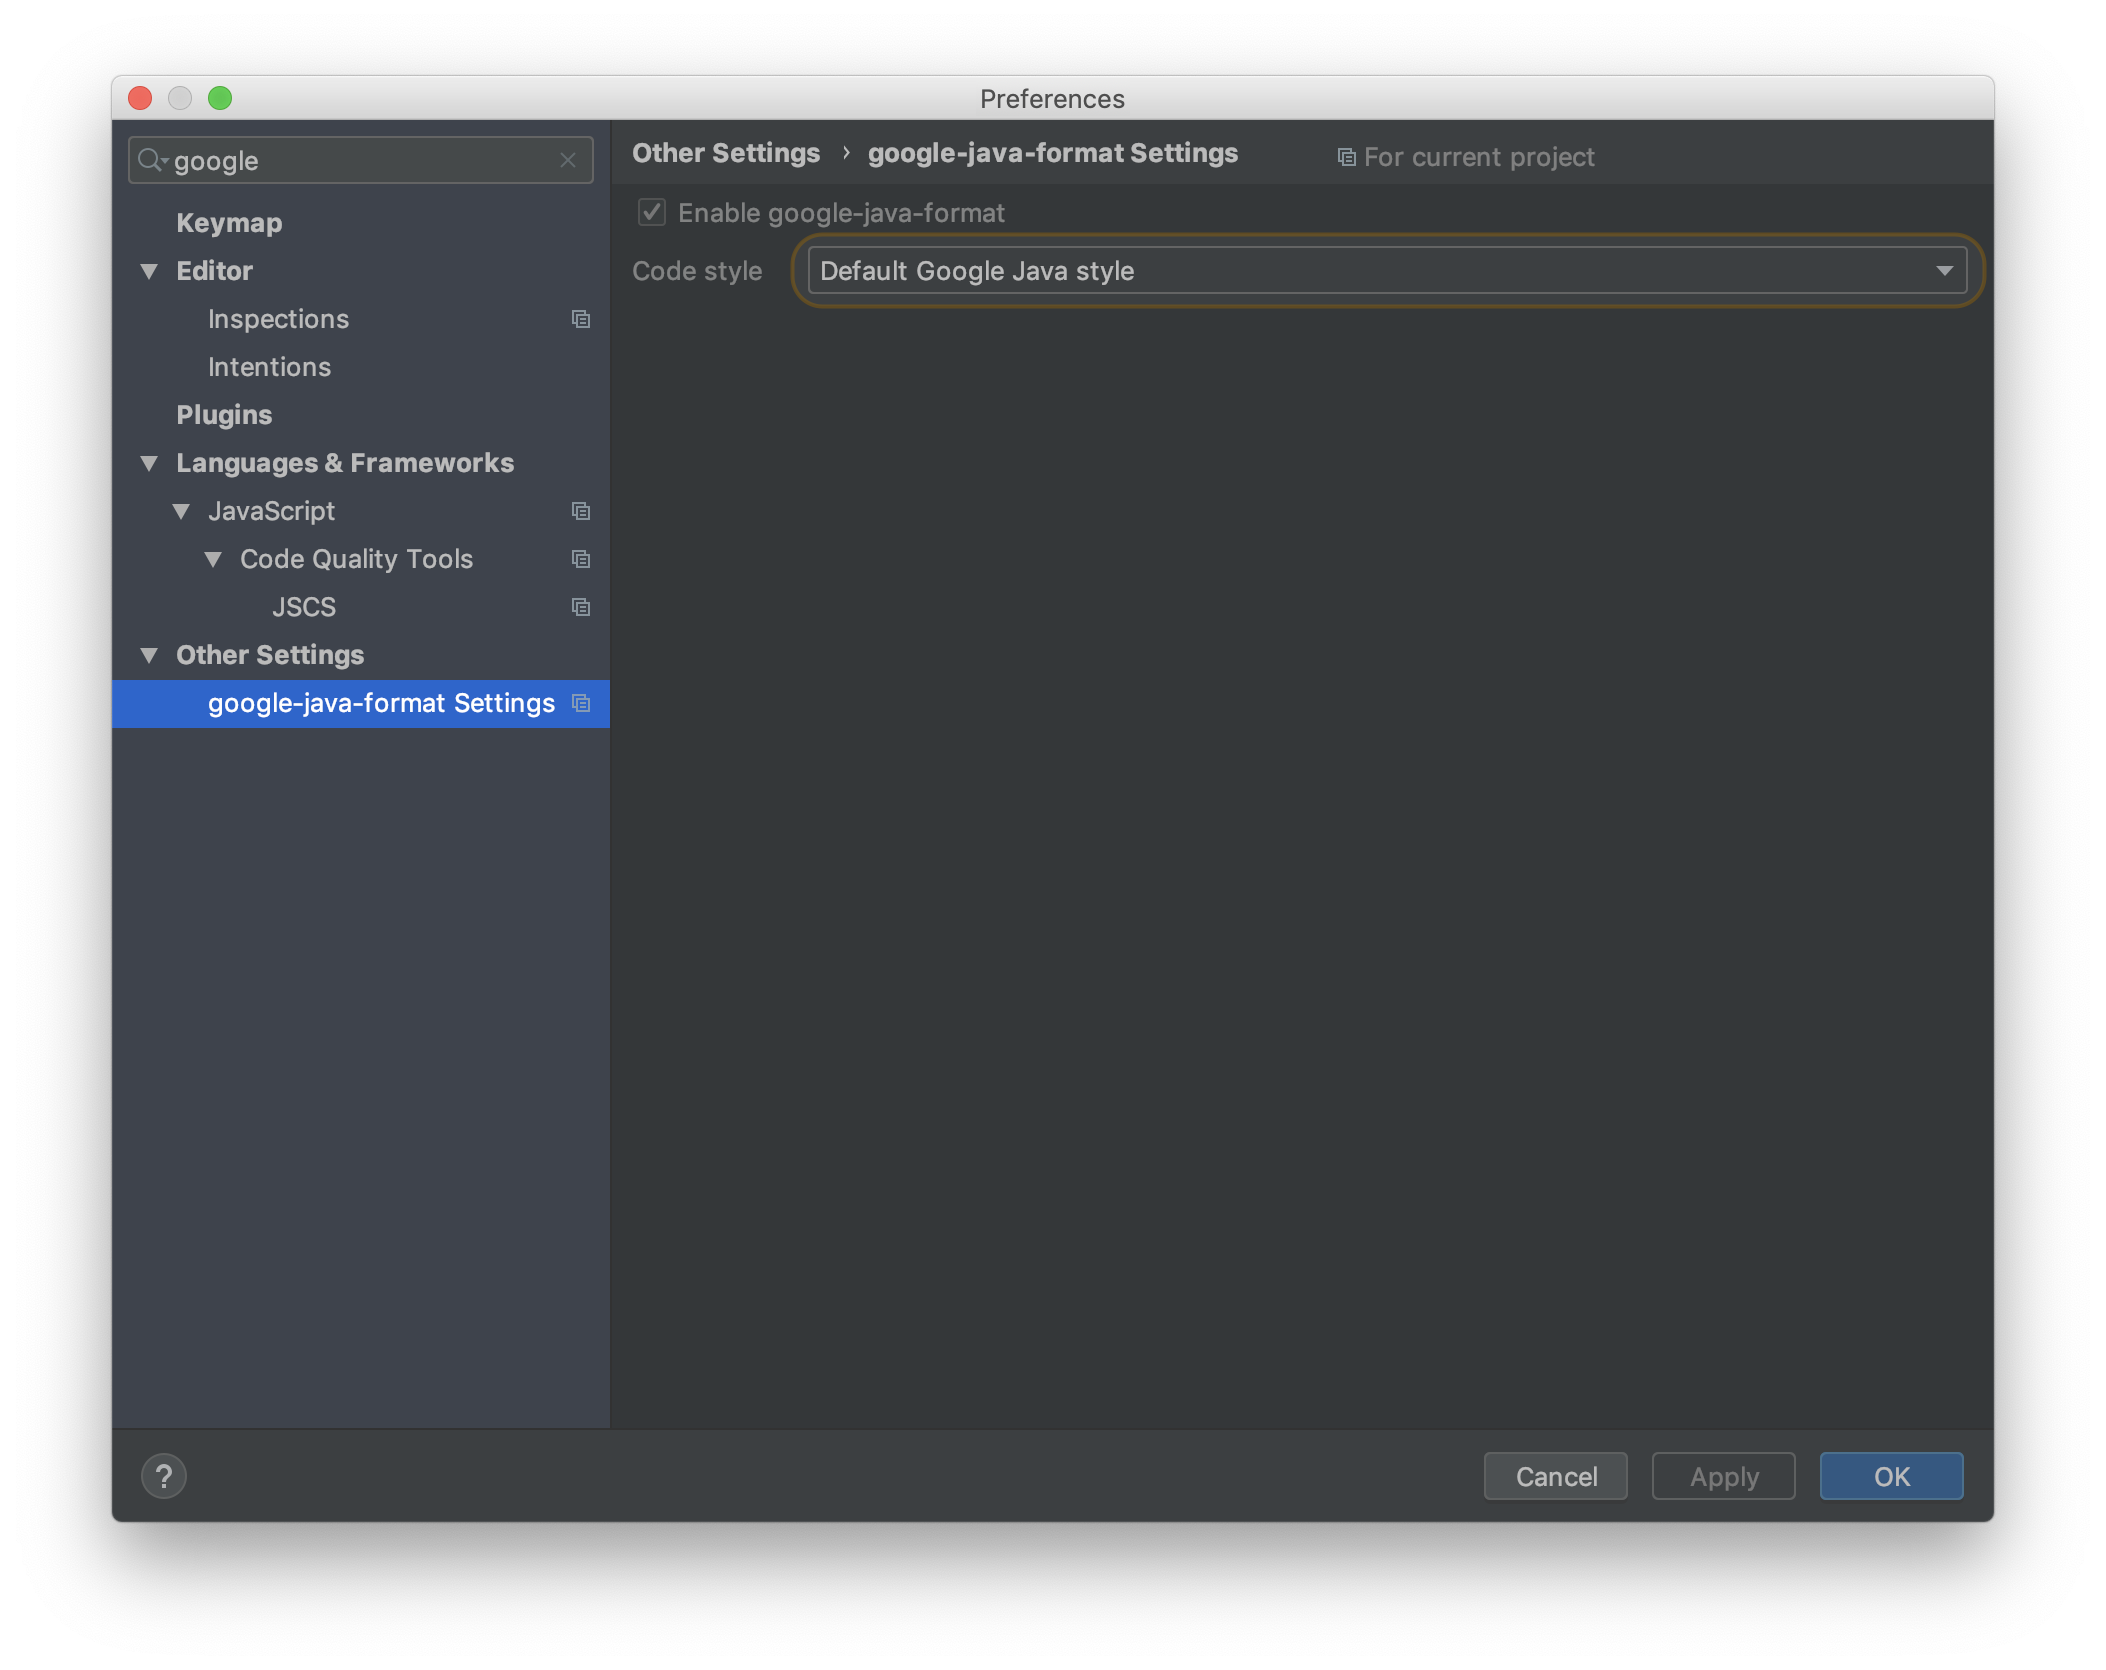 Preferences
google
Keymap
Editor
Inspections
Intentions
Plugins
Languages & Frameworks
JavaScript
Code Quality Tools
JSCS
Other Settings
google-java-format Settings
Other Settings › google-java-format Settings
For current project
Enable google-java-format
Code style
Default Google Java style
?
Cancel
Apply
OK